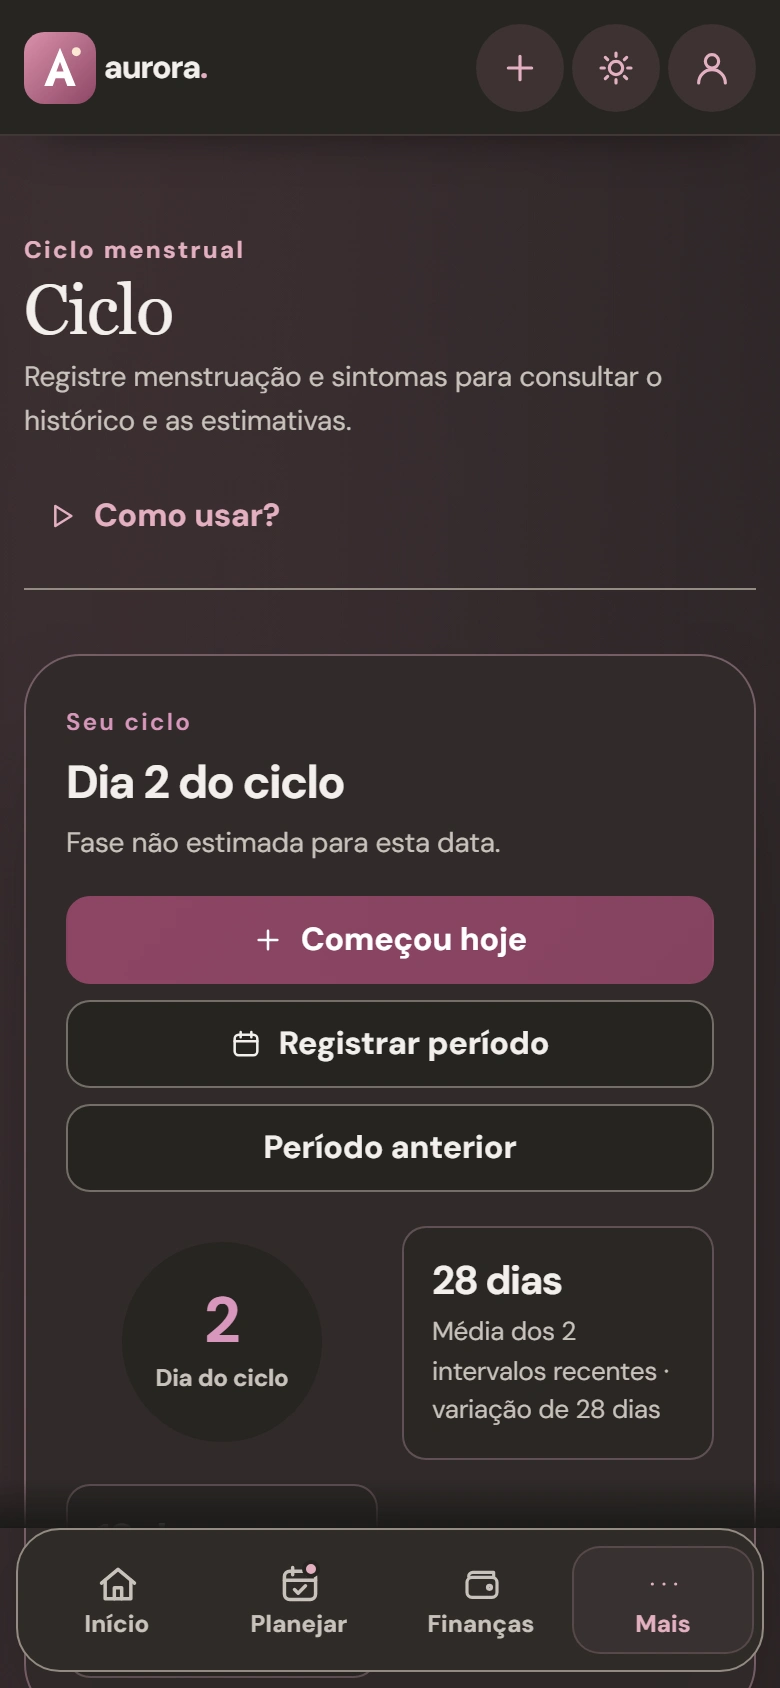 A
aurora.
Ciclo menstrual
Ciclo
Registre menstruação e sintomas para consultar o
histórico e as estimativas.
Como usar?
Seu ciclo
Dia 2 do ciclo
Fase não estimada para esta data.
Começou hoje
Registrar período
Período anterior
2
Dia do ciclo
28 dias
Média dos 2
intervalos recentes ·
variação de 28 dias
Início
Planejar
Finanças
Mais